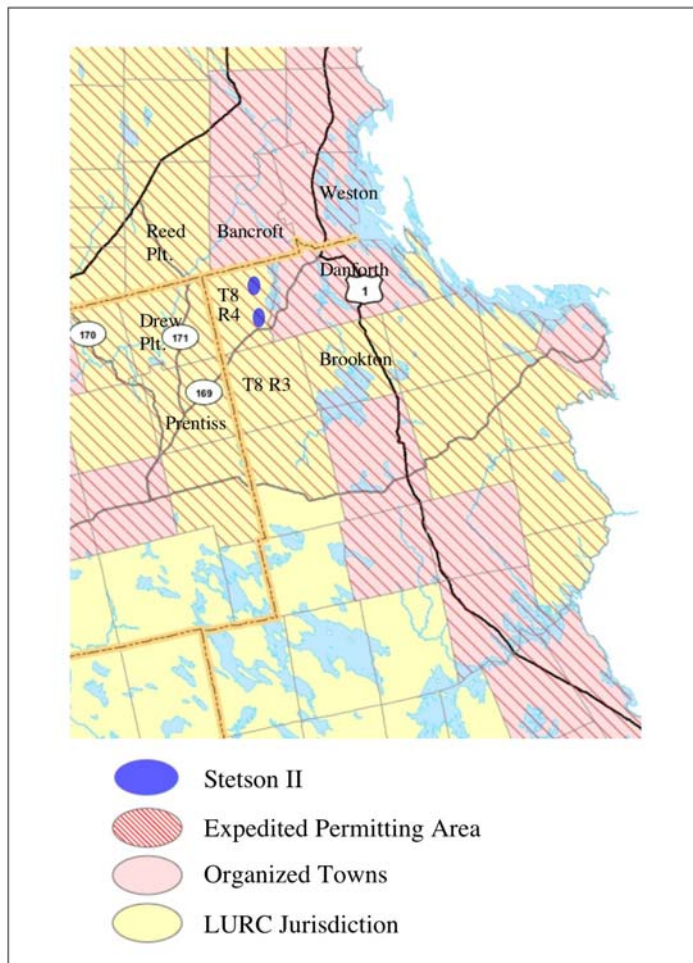 Weston
Reed
Plt.
Bancroft
Danforth
T8
R4
1
170
Drew
Plt.
171
Brookton
169
T8 R3
Prentiss
Stetson II
Expedited Permitting Area
Organized Towns
LURC Jurisdiction